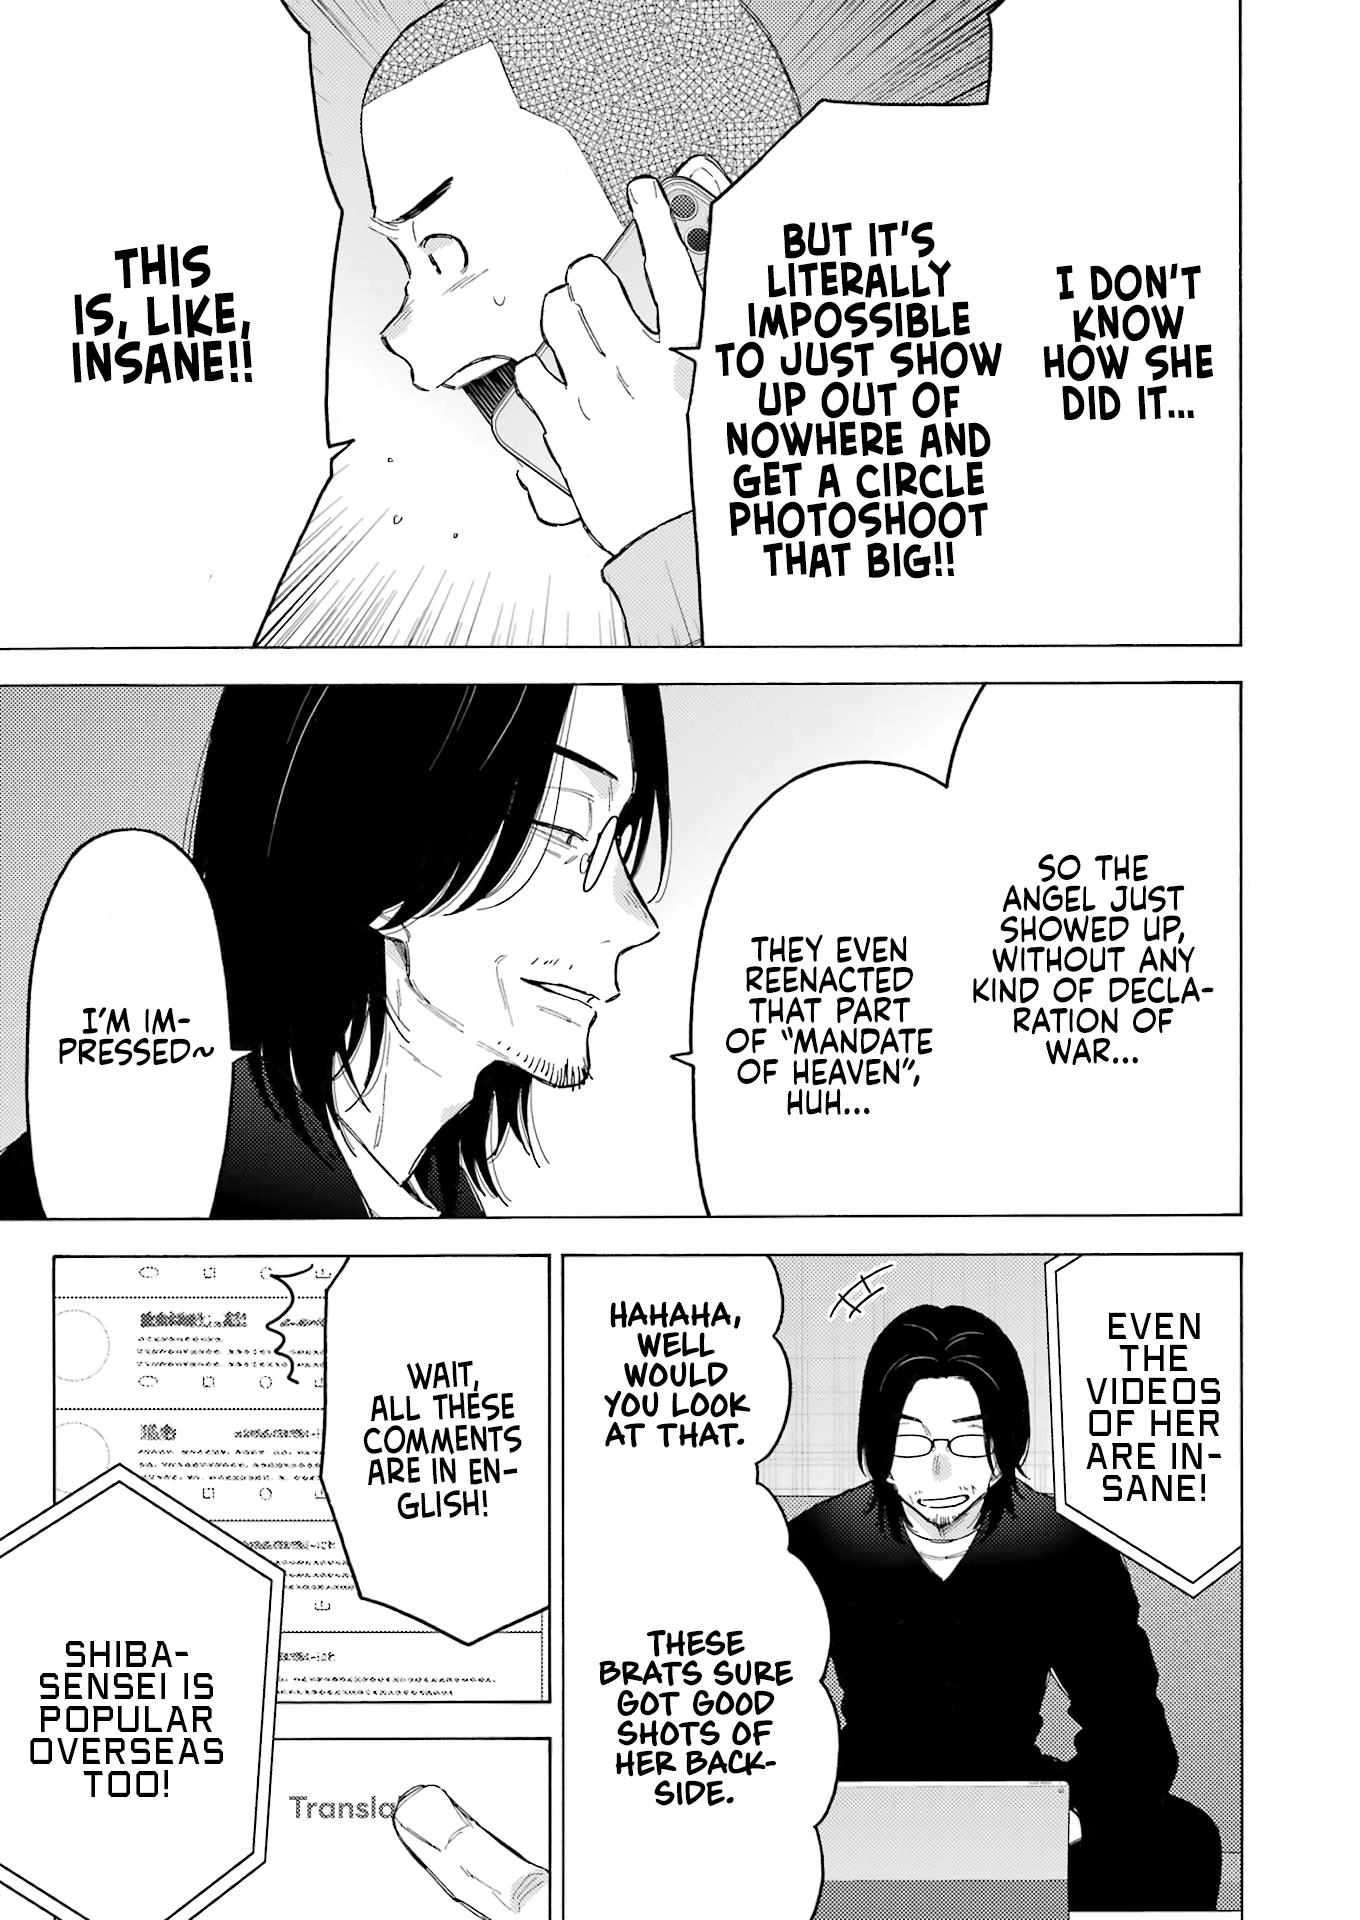 I DON'T
KNOW
HOW SHE
DID IT...
BUT IT'S
LITERALLY
IMPOSSIBLE
TO JUST SHOW
UP OUT OF
NOWHERE AND
GET A CIRCLE
PHOTOSHOOT
THAT BIG!!
THIS
IS, LIKE,
INSANE!!
SO THE
ANGEL JUST
SHOWED UP,
WITHOUT ANY
KIND OF DECLA-
RATION OF
WAR...
THEY EVEN
REENACTED
THAT PART
OF "MANDATE
OF HEAVEN",
HUH...
I'M IM-
PRESSED~
EVEN
THE
VIDEOS
OF HER
ARE IN-
SANE!
HAHAHA,
WELL
WOULD
YOU LOOK
AT THAT.
THESE
BRATS SURE
GOT GOOD
SHOTS OF
HER BACK-
SIDE.
WAIT,
ALL THESE
COMMENTS
ARE IN EN-
GLISH!
SHIBA-
SENSEI IS
POPULAR
OVERSEAS
TOO!
Transla